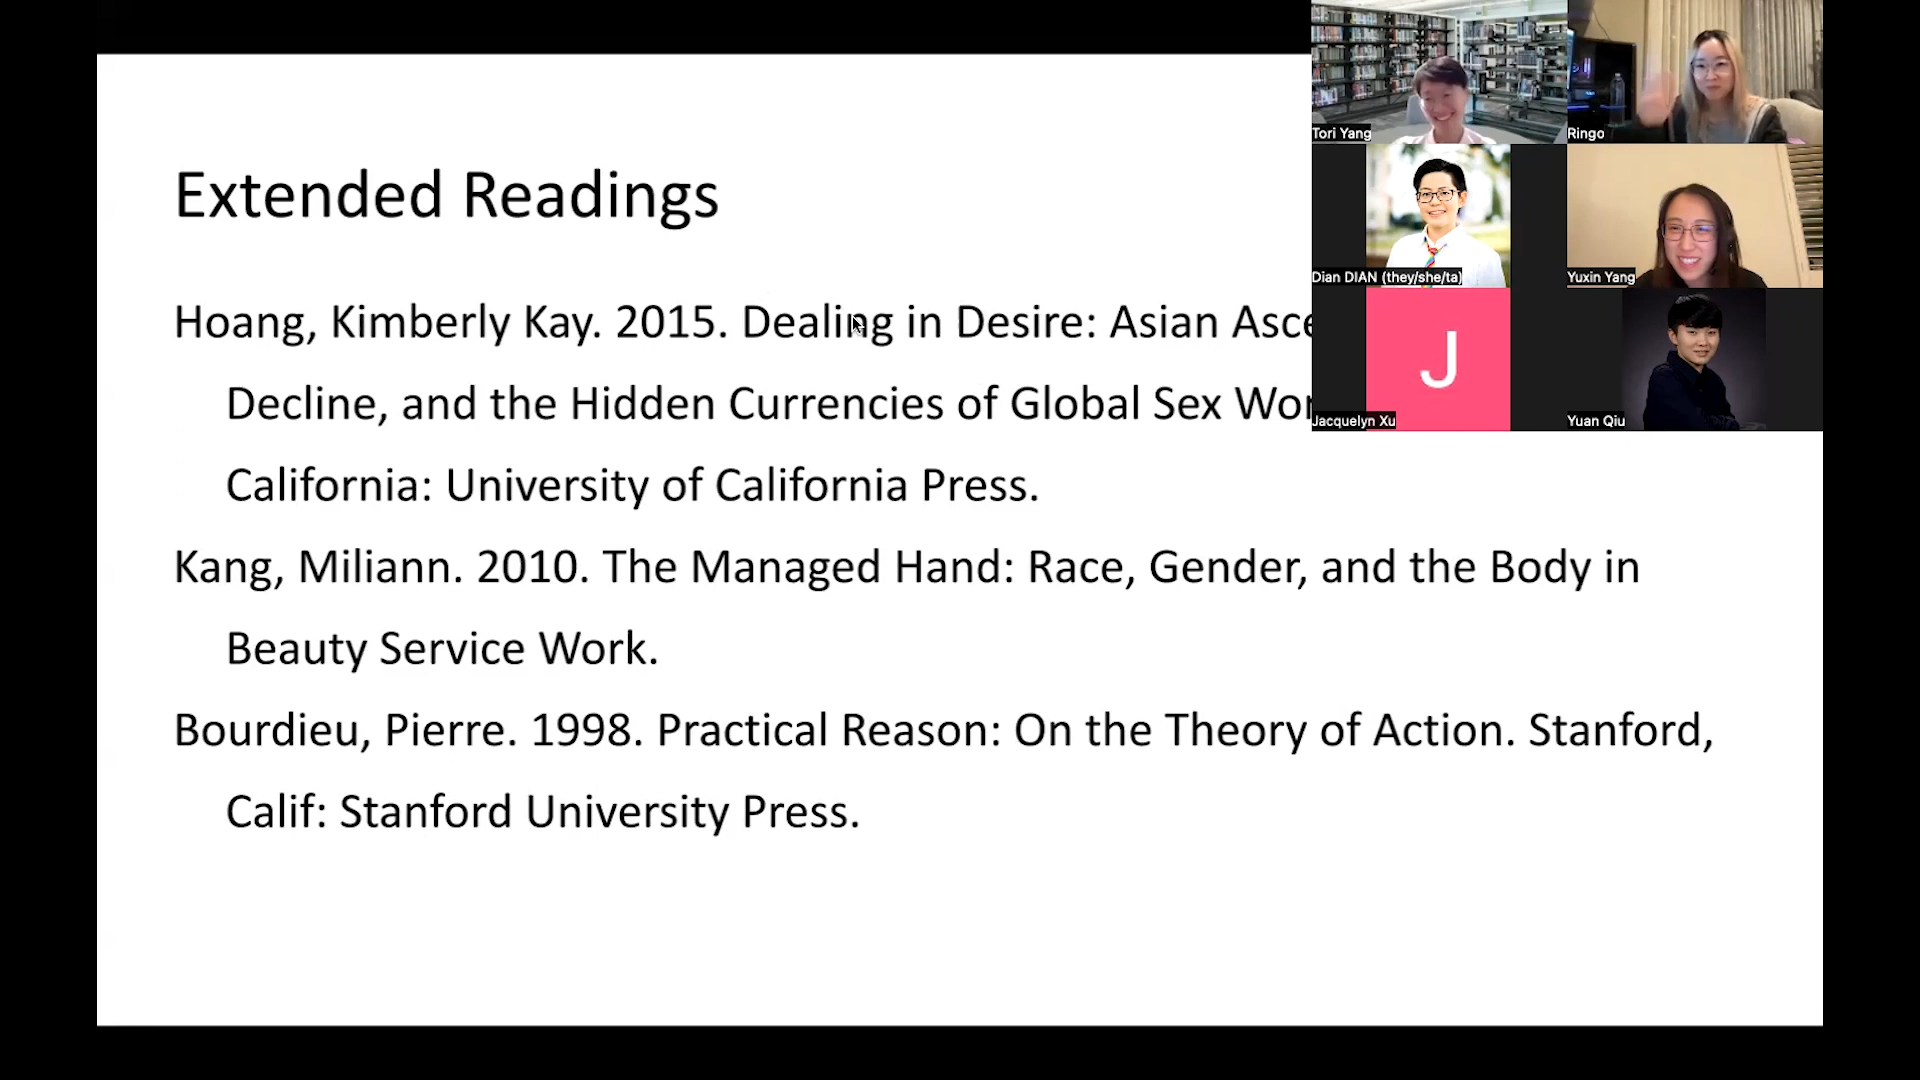 Extended Readings
Hoang, Kimberly Kay. 2015. Dealing in Desire: Asian
Decline, and the Hidden Currencies of Global Sex
California: University of California Press.
Kang, Miliann. 2010. The Managed Hand: Race, Gender, and the Body in
Beauty Service Work.
Bourdieu, Pierre. 1998. Practical Reason: On the Theory of Action. Stanford,
Calif: Stanford University Press.
Tori Yang
Ringo
Dian DIAN (they/she/ta)
Yuxin Yang
J
Jacquelyn Xu
Yuan Qiu